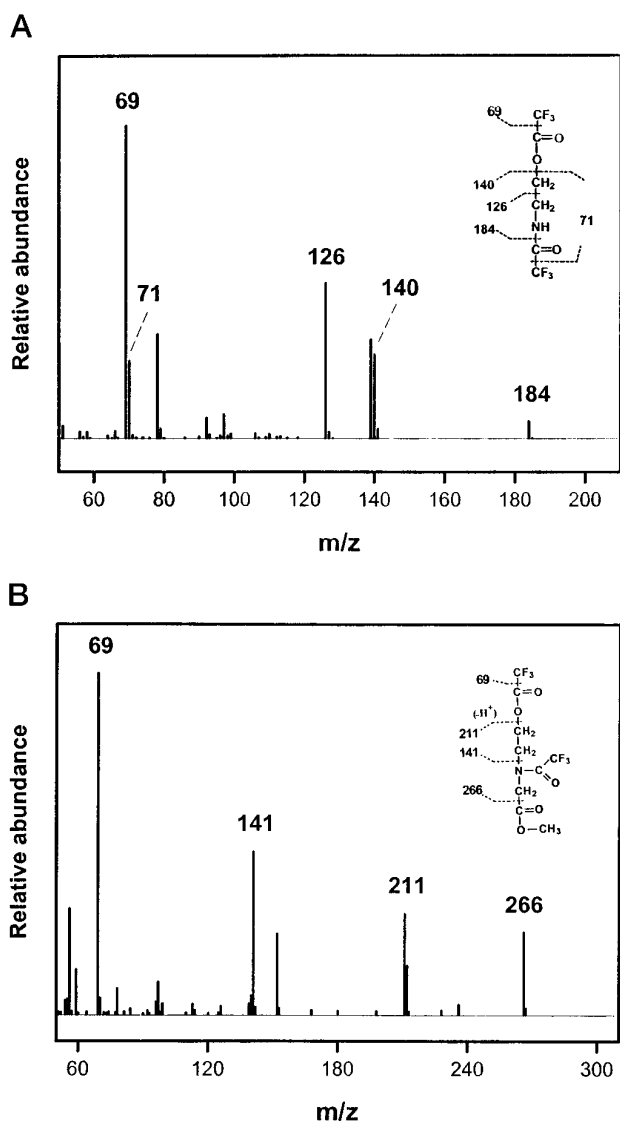 A
Relative abundance
69
71
126
140
184
69
CF3
C=O
O
140
CH2
126
CH2
71
NH
184
C=O
CF3
60 80 100 120 140 160 180 200
m/z
B
Relative abundance
69
141
211
266
CF3
69
C=O
(-H+)
O
211
CH2
141
CH2
CF3
N—C
O
CH2
266
C=O
O—CH3
60 120 180 240 300
m/z